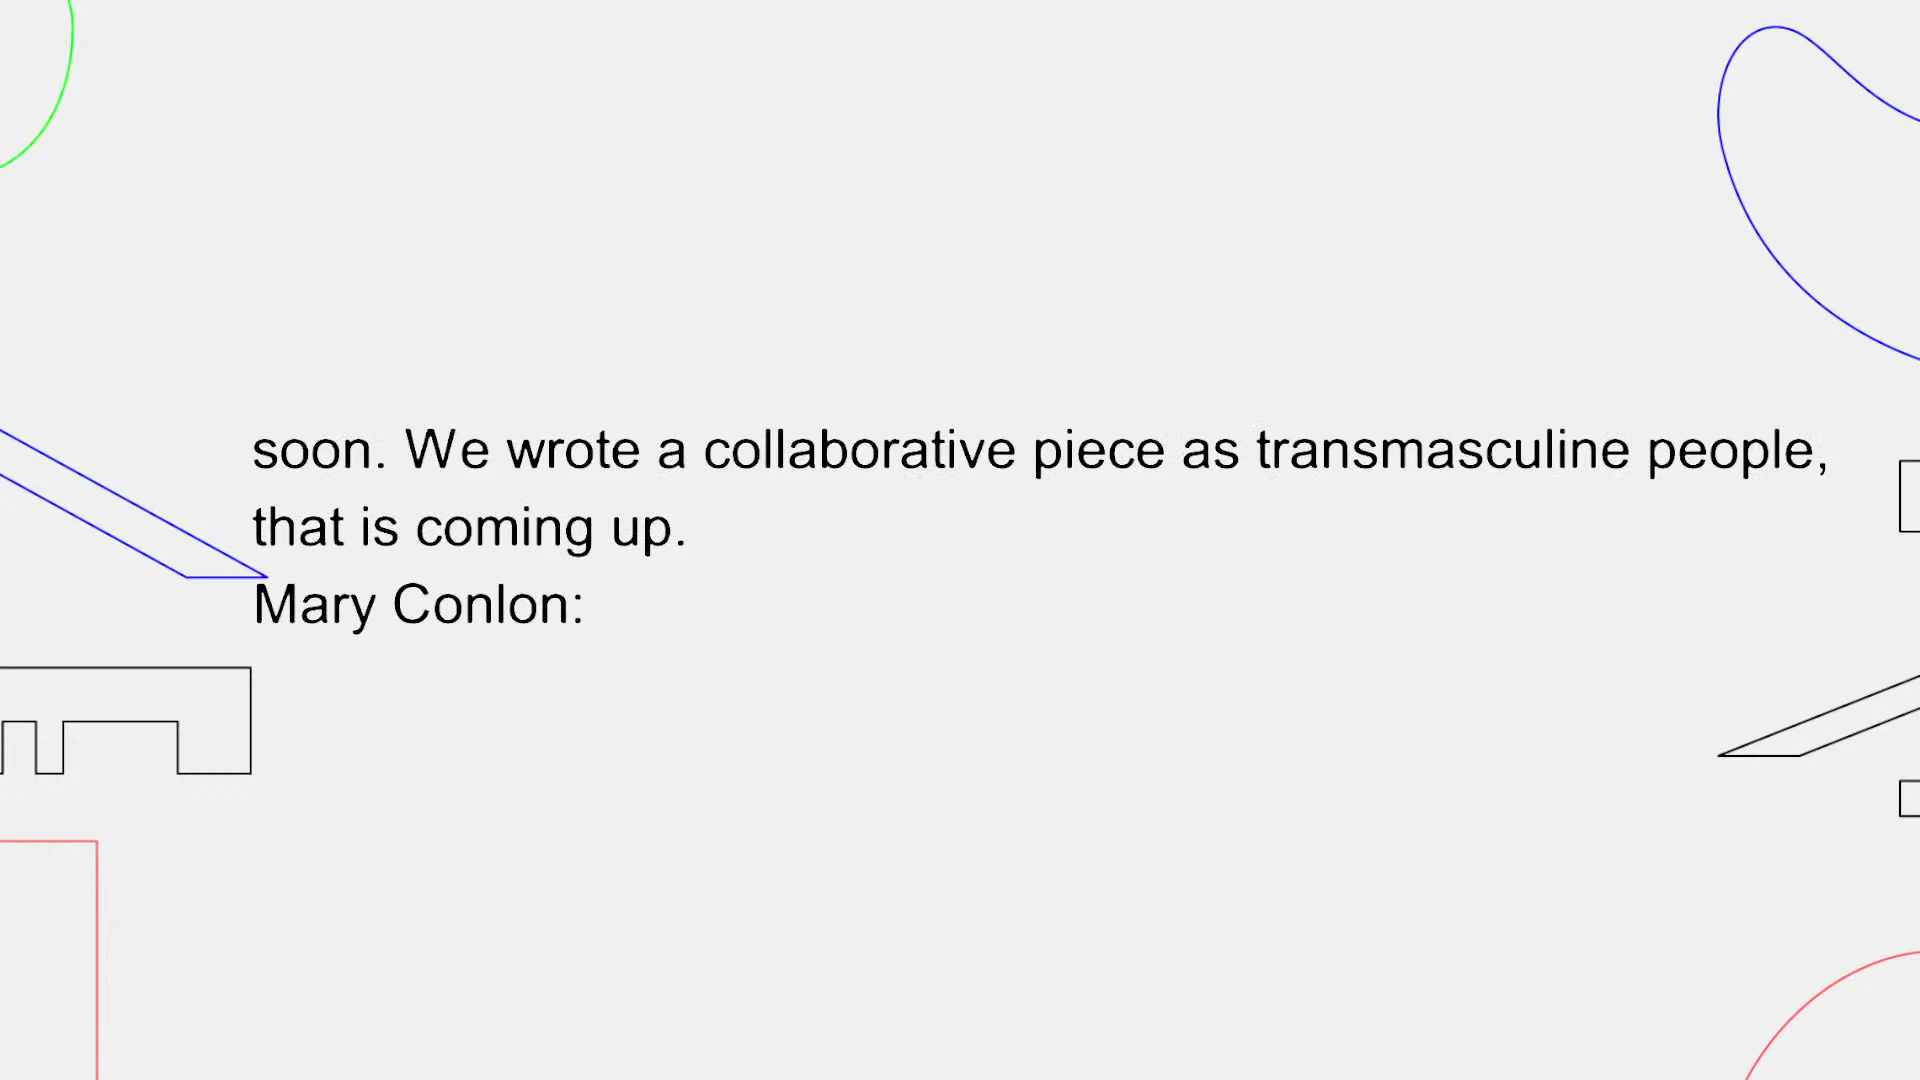 soon. We wrote a collaborative piece as transmasculine people,
that is coming up.
Mary Conlon: